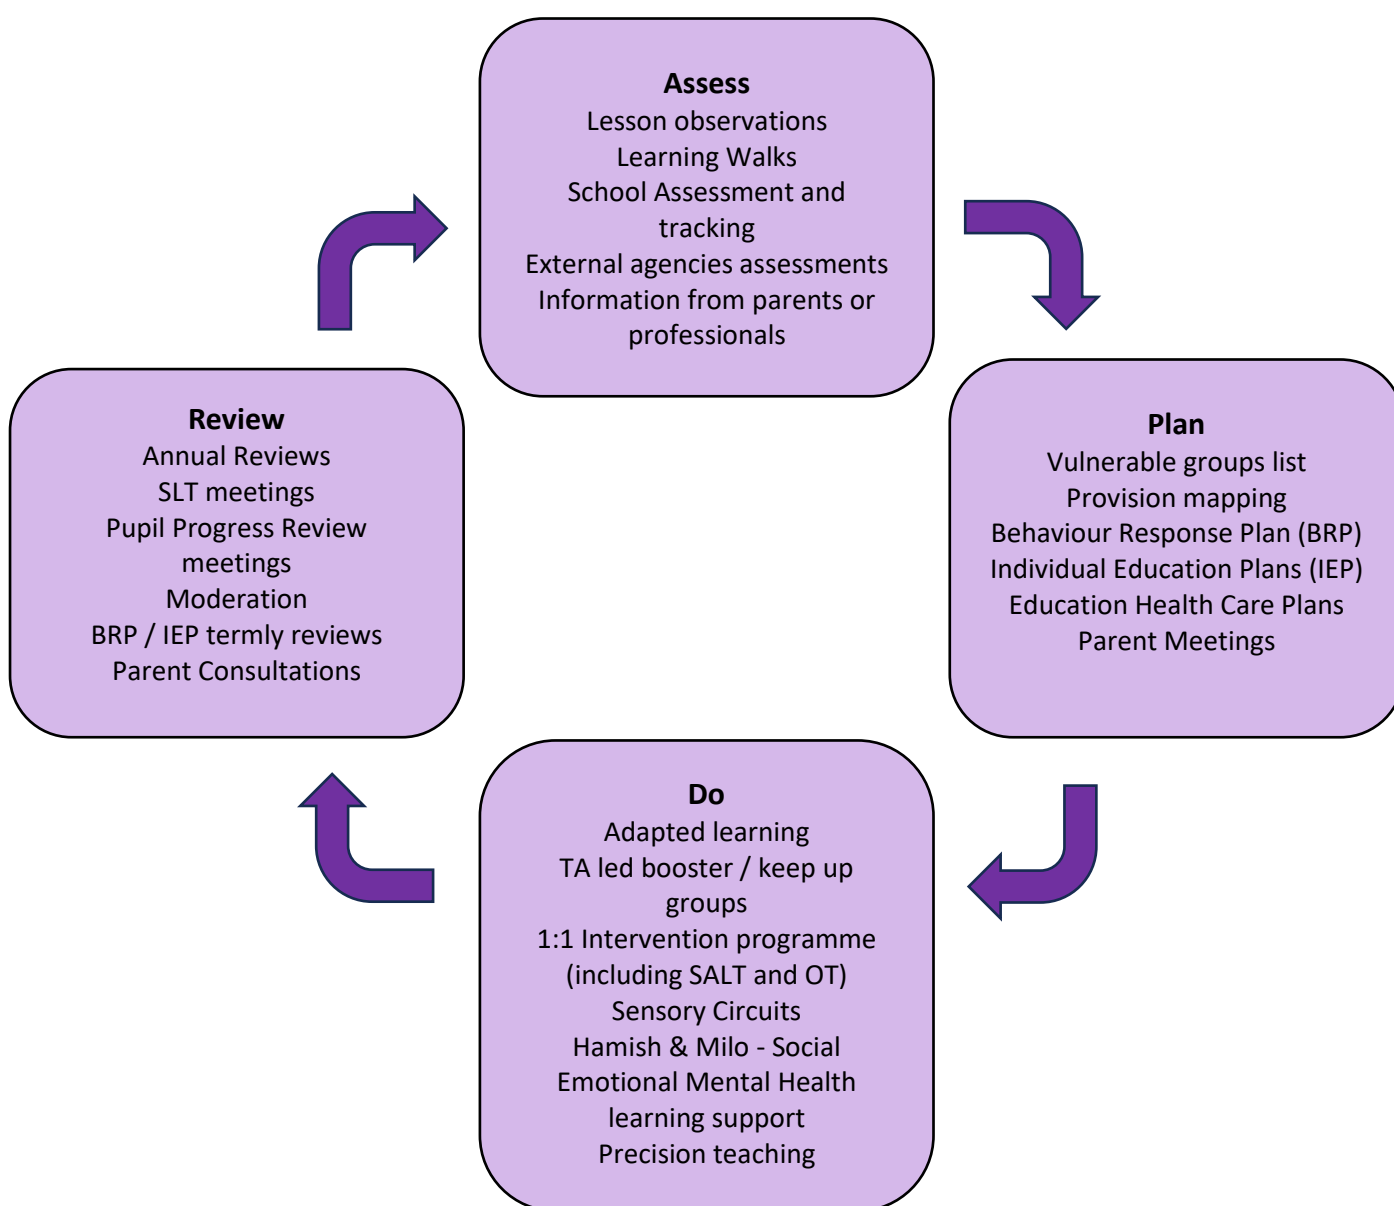 Assess
Lesson observations
Learning Walks
School Assessment and
tracking
External agencies assessments
Information from parents or
professionals
Plan
Vulnerable groups list
Provision mapping
Behaviour Response Plan (BRP)
Individual Education Plans (IEP)
Education Health Care Plans
Parent Meetings
Do
Adapted learning
TA led booster / keep up
groups
1:1 Intervention programme
(including SALT and OT)
Sensory Circuits
Hamish & Milo - Social
Emotional Mental Health
learning support
Precision teaching
Review
Annual Reviews
SLT meetings
Pupil Progress Review
meetings
Moderation
BRP / IEP termly reviews
Parent Consultations